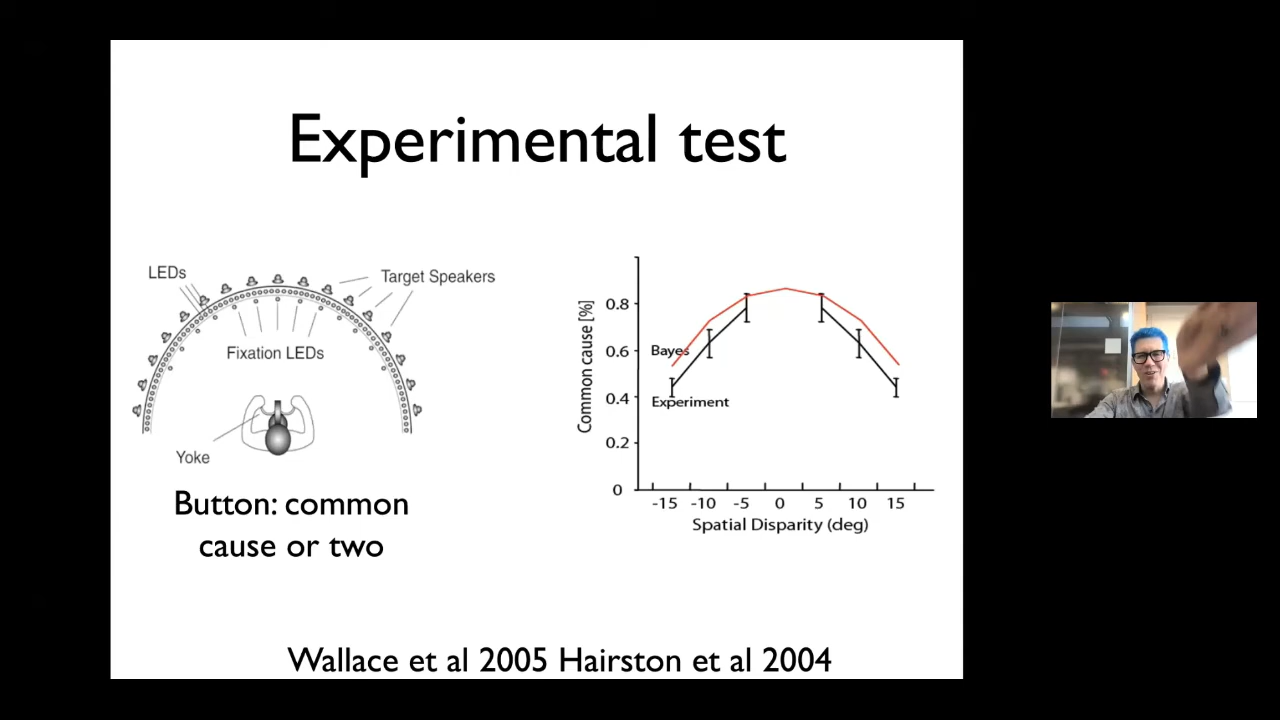 Experimental test
LEDs
Target Speakers
Fixation LEDs
Yoke
Button: common
cause or two
Common cause [%]
0.8
0.6
0.4
0.2
0
Bayes
Experiment
-15 -10 -5 0 5 10 15
Spatial Disparity (deg)
Wallace et al 2005 Hairston et al 2004